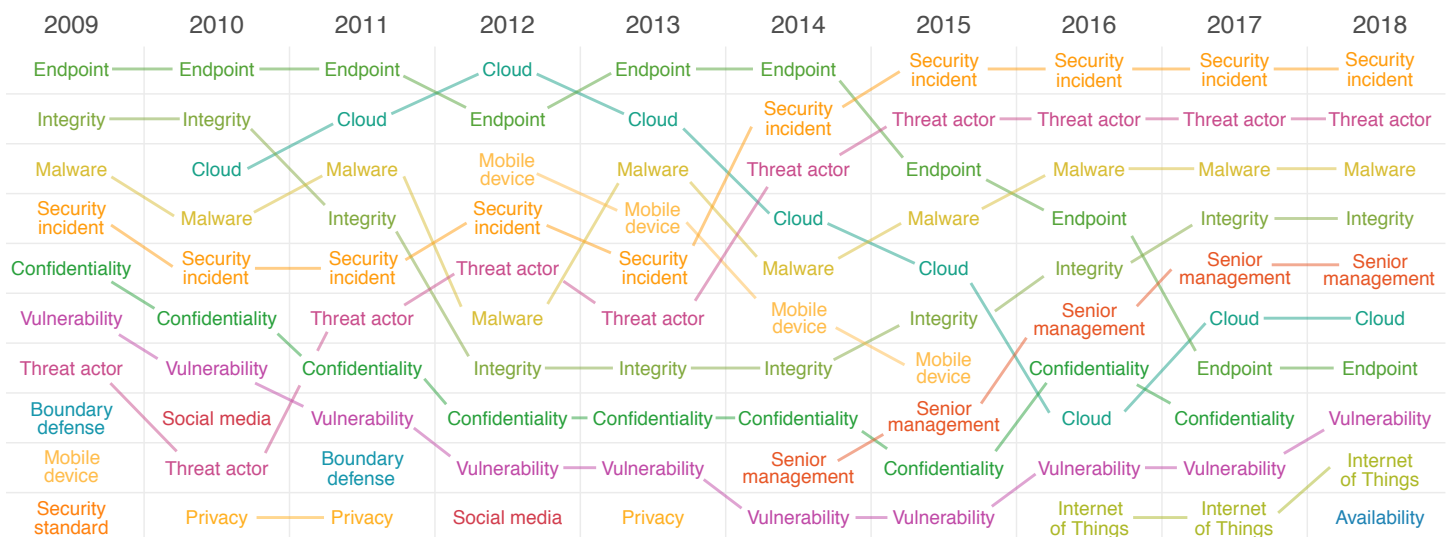 2009 2010 2011 2012 2013 2014 2015 2016 2017 2018
Endpoint Endpoint Endpoint Cloud Endpoint Endpoint Security incident Security incident Security incident Security incident
Integrity Integrity Cloud Endpoint Cloud Security incident Threat actor Threat actor Threat actor Threat actor
Malware Cloud Malware Mobile device Malware Threat actor Endpoint Malware Malware Malware
Security incident Malware Integrity Security incident Mobile device Cloud Malware Endpoint Integrity Integrity
Confidentiality Security incident Security incident Threat actor Security incident Malware Cloud Integrity Senior management Senior management
Vulnerability Confidentiality Threat actor Malware Threat actor Mobile device Integrity Senior management Cloud Cloud
Threat actor Vulnerability Confidentiality Integrity Integrity Integrity Mobile device Confidentiality Endpoint Endpoint
Boundary defense Social media Vulnerability Confidentiality Confidentiality Confidentiality Senior management Cloud Confidentiality Vulnerability
Mobile device Threat actor Boundary defense Vulnerability Vulnerability Senior management Confidentiality Vulnerability Vulnerability Internet of Things
Security standard Privacy Privacy Social media Privacy Vulnerability Vulnerability Internet of Things Internet of Things Availability